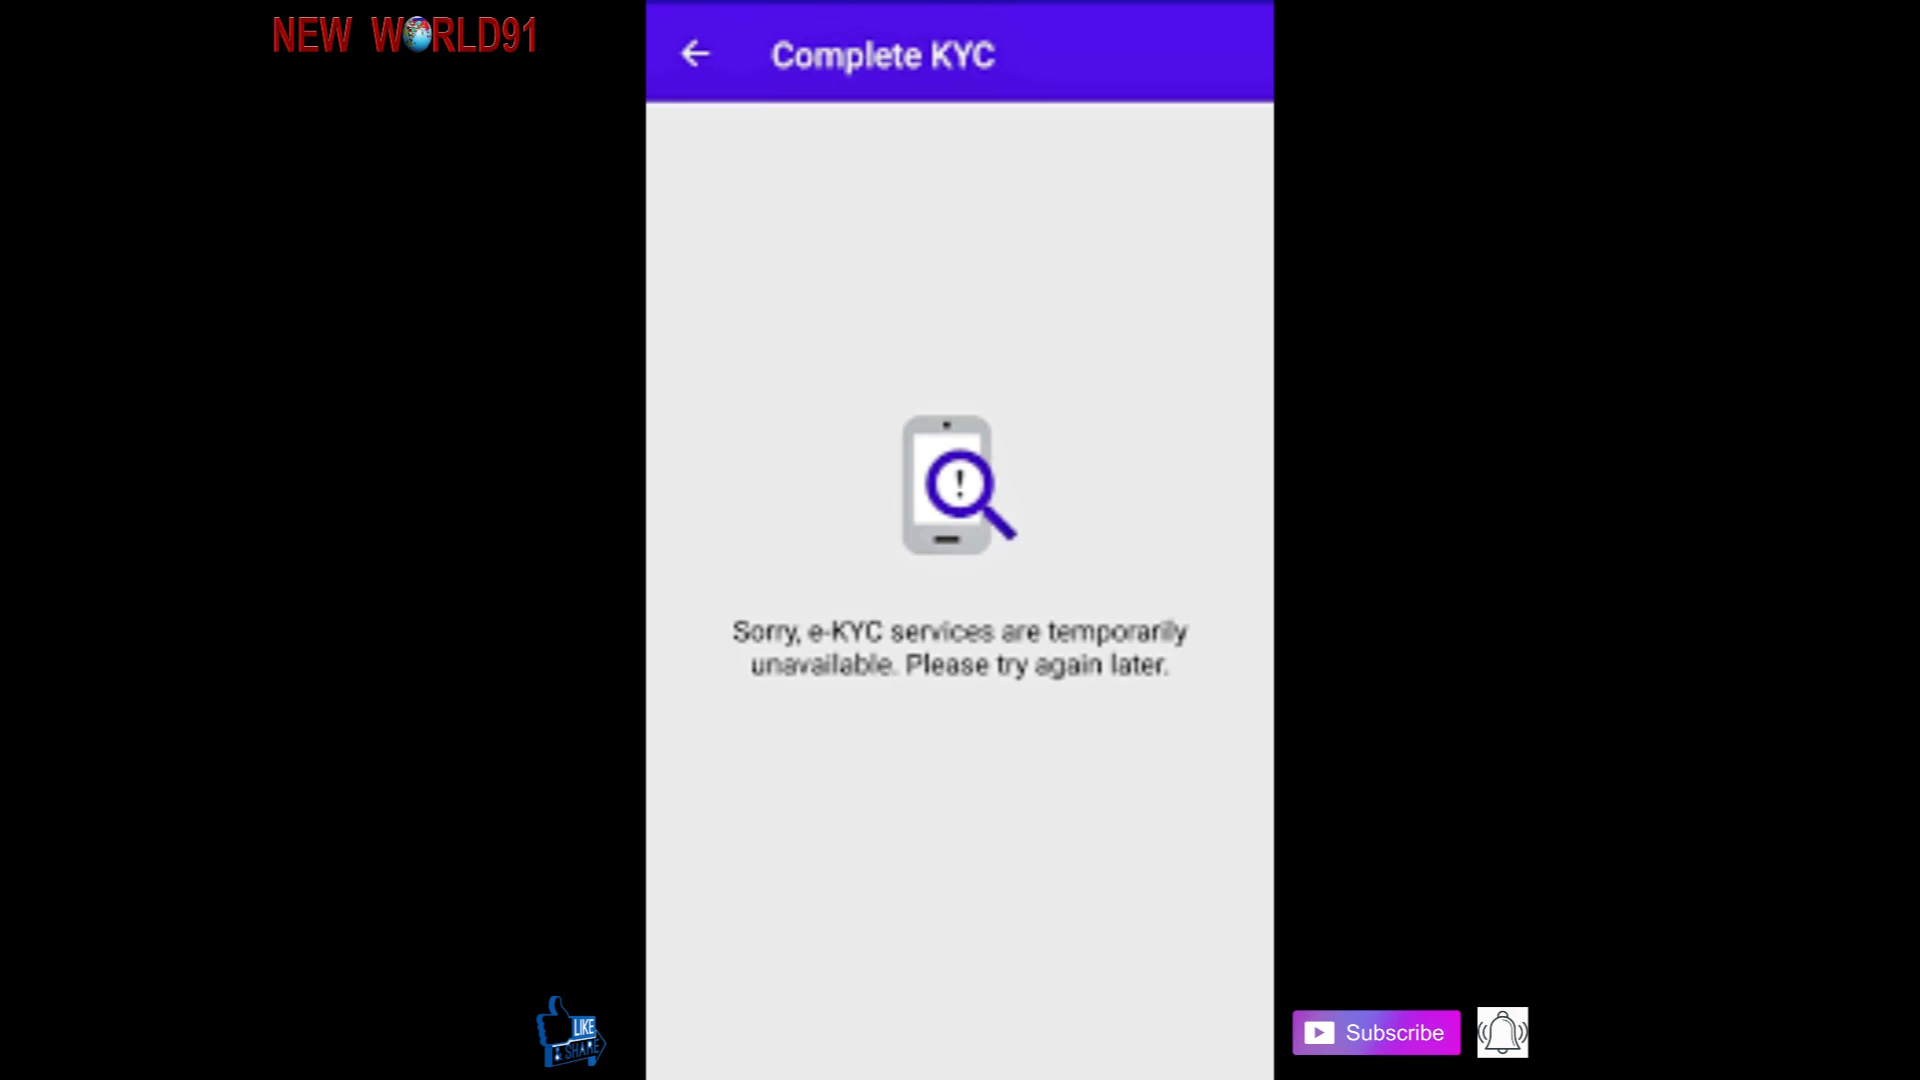 NEW WORLD91
Complete KYC
!
Sorry, e-KYC services are temporarily
unavailable. Please try again later.
LIKE
& SHARE
Subscribe